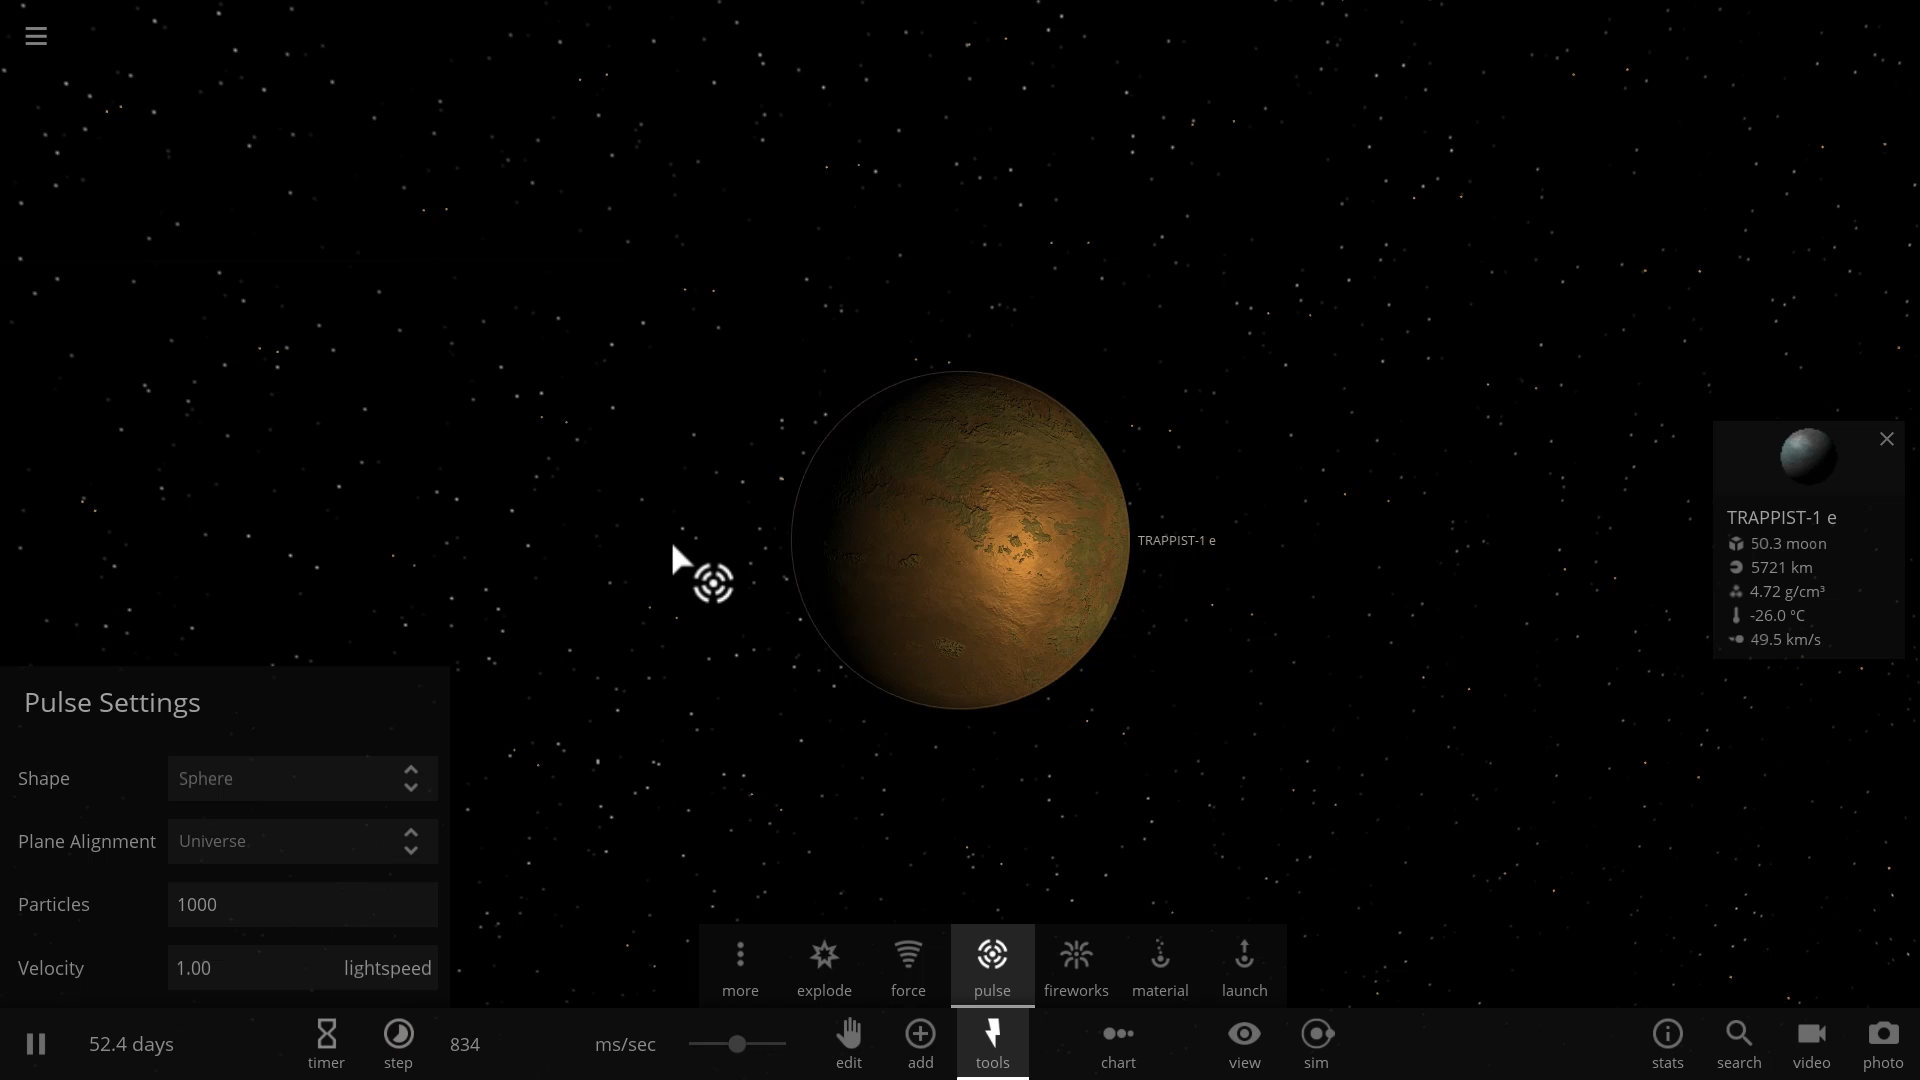 TRAPPIST-1 e
TRAPPIST-1 e
50.3 moon
5721 km
4.72 g/cm³
-26.0 °C
49.5 km/s
Pulse Settings
Shape Sphere
Plane Alignment Universe
Particles 1000
Velocity 1.00 lightspeed
more explode force pulse fireworks material launch
52.4 days timer step 834 ms/sec edit add tools chart view sim stats search video photo